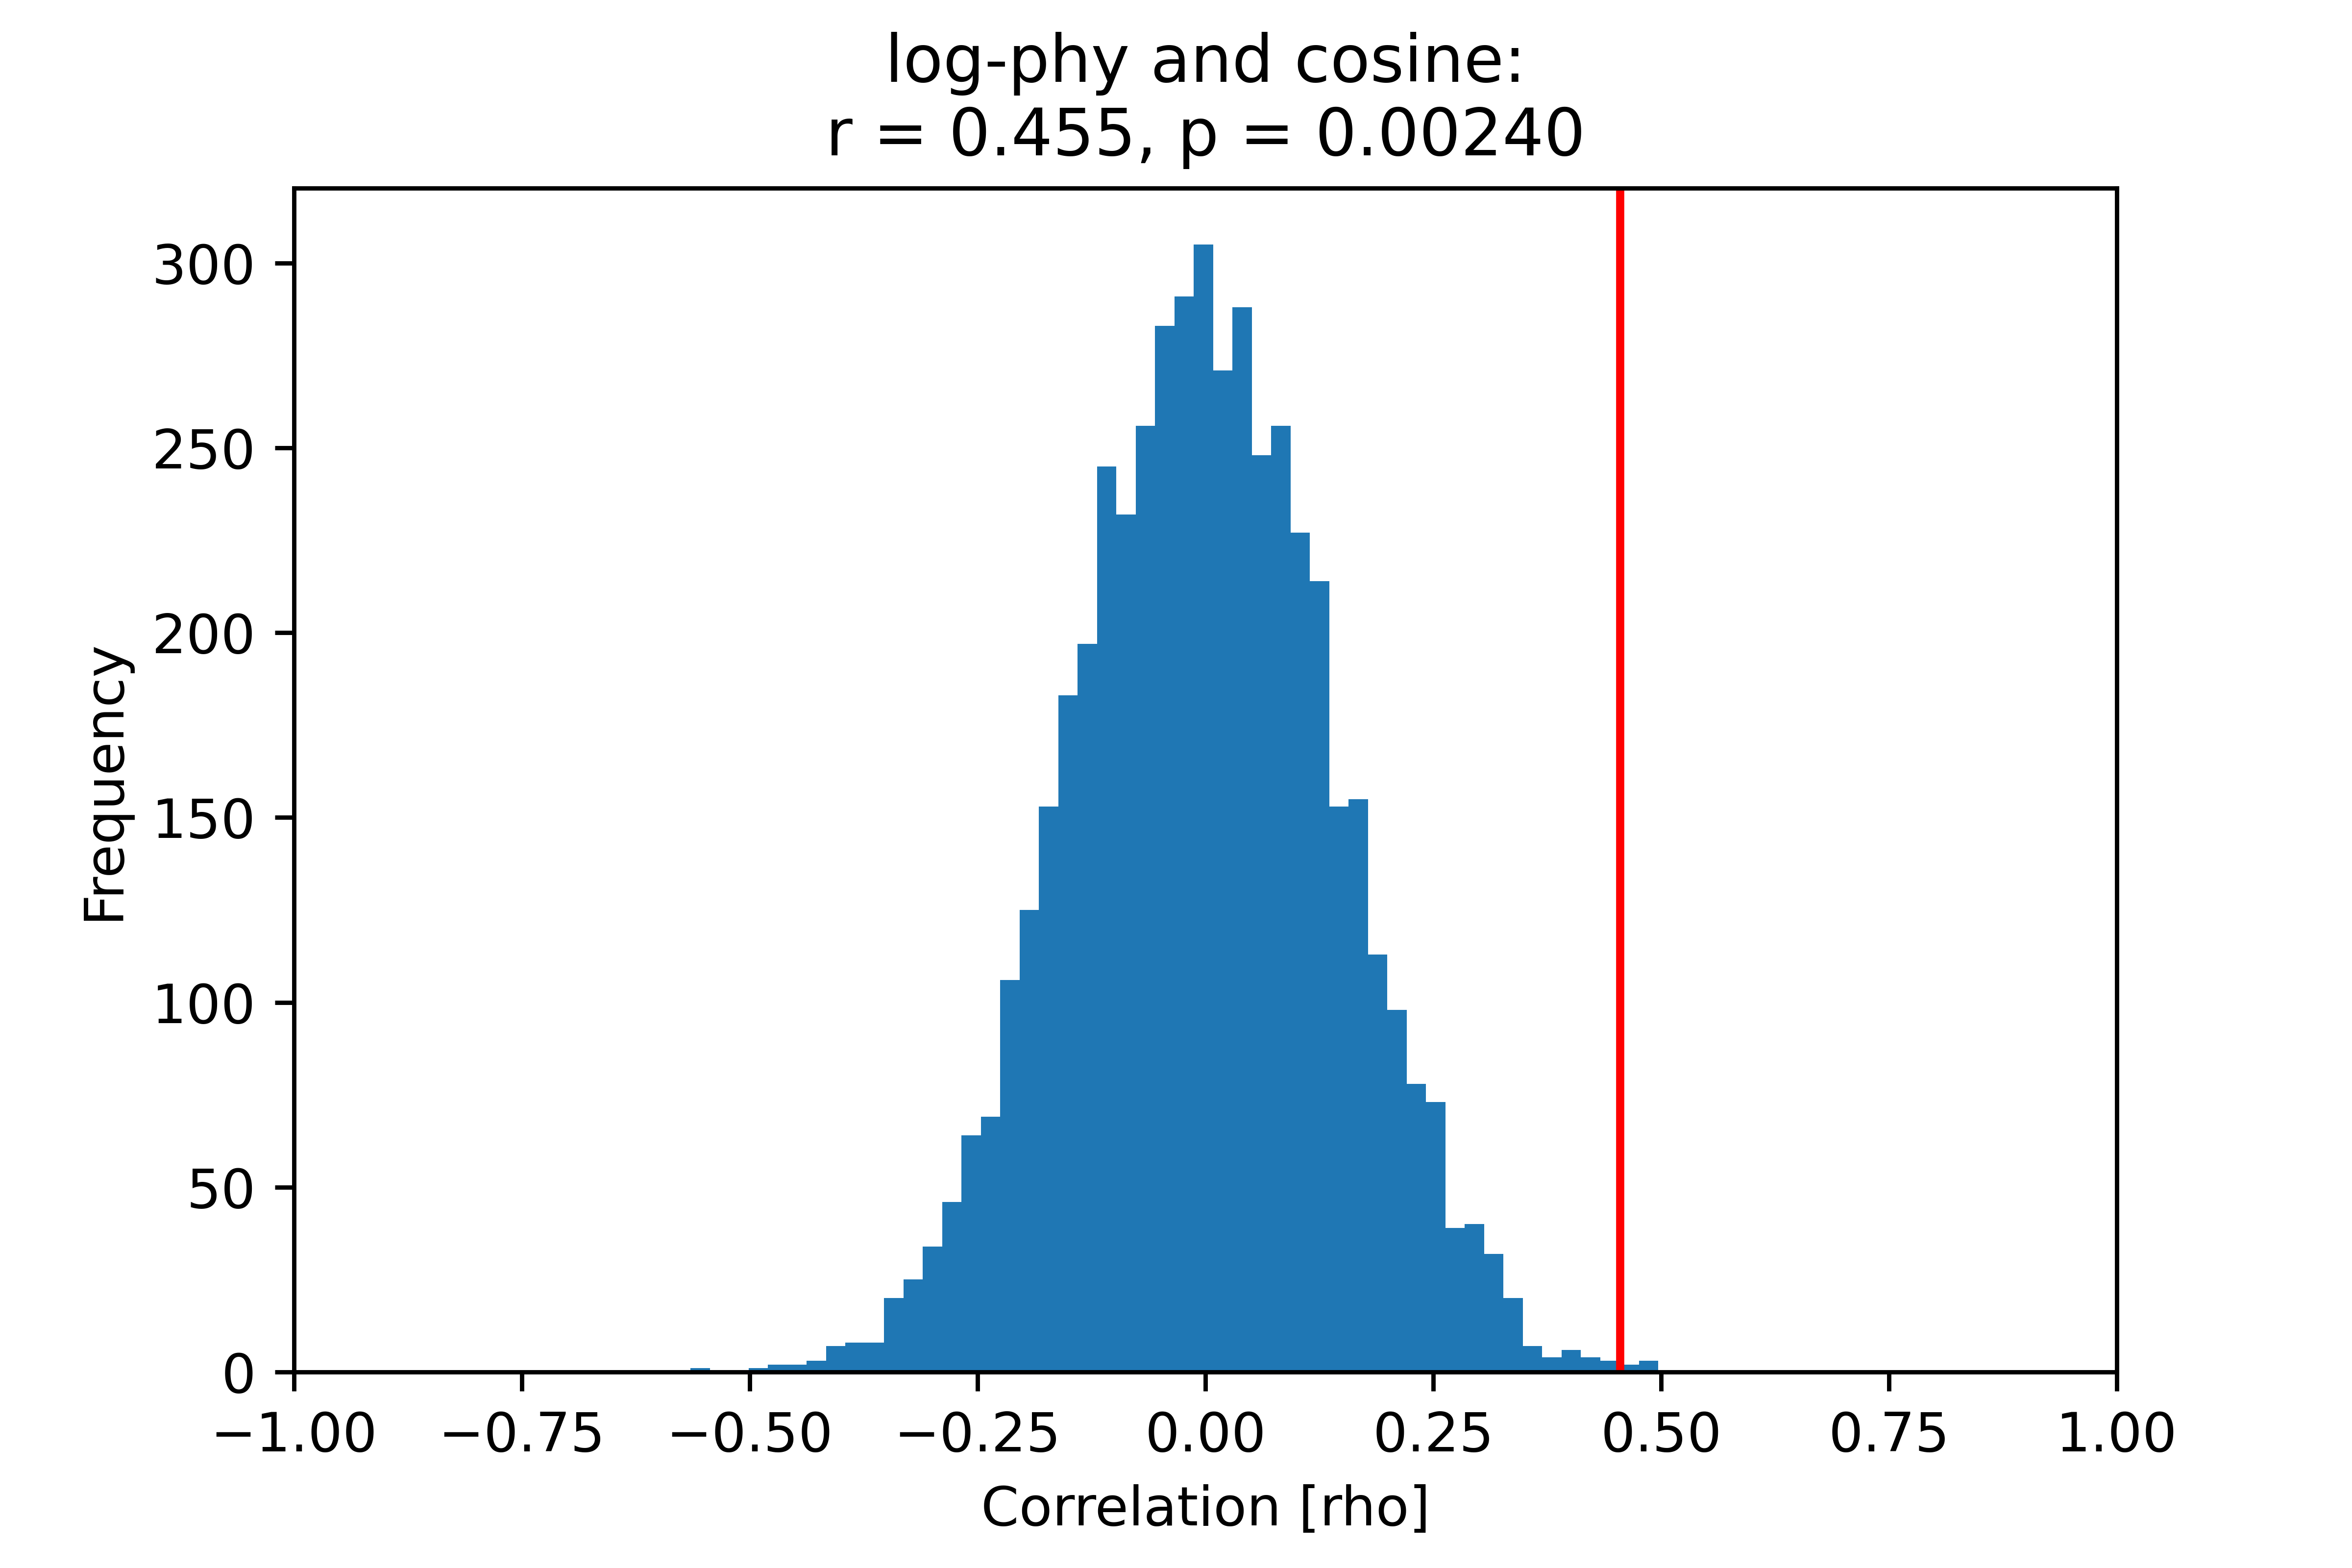 log-phy and cosine:
r = 0.455, p = 0.00240
300
250
200
150
100
50
0
Frequency
−1.00 −0.75 −0.50 −0.25 0.00 0.25 0.50 0.75 1.00
Correlation [rho]